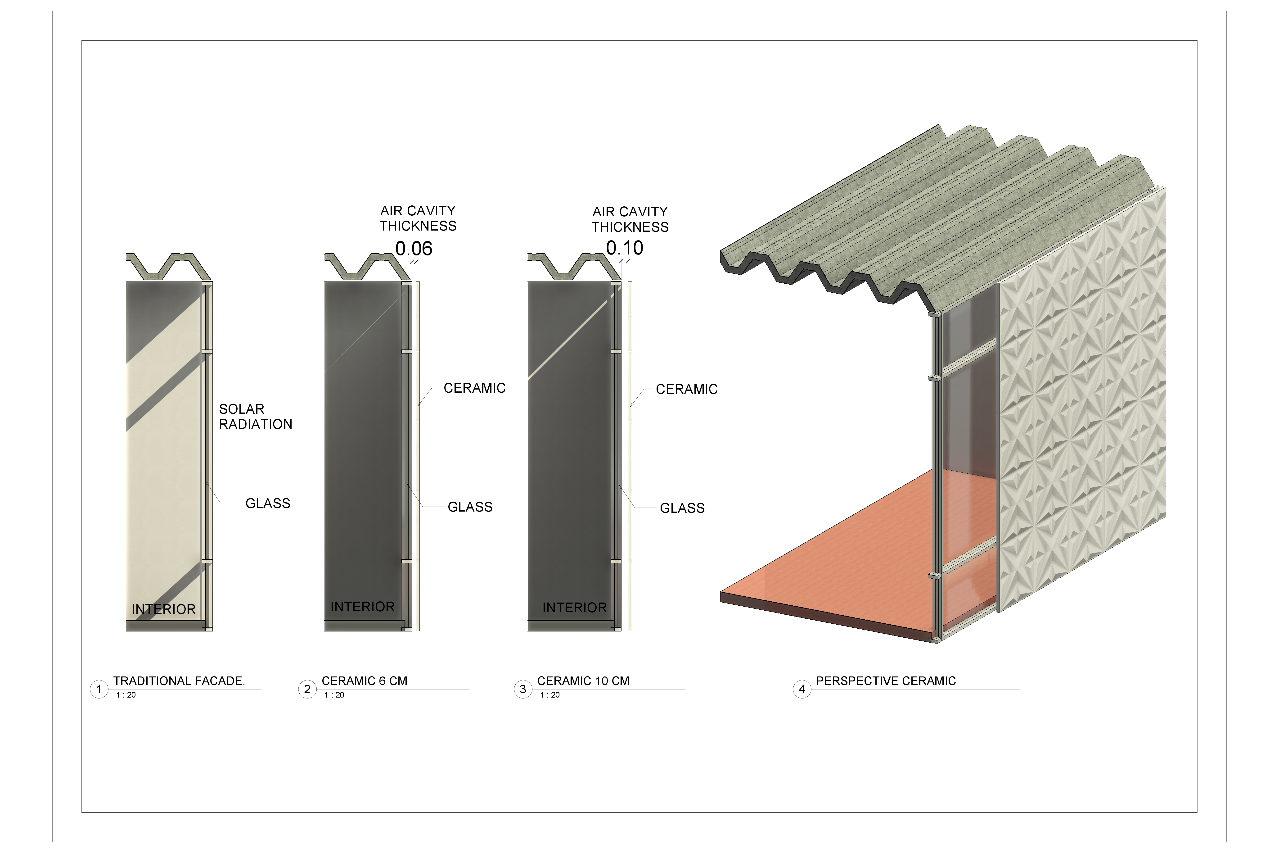 AIR CAVITY
THICKNESS
0.06
AIR CAVITY
THICKNESS
0.10
SOLAR
RADIATION
GLASS
INTERIOR
CERAMIC
GLASS
INTERIOR
CERAMIC
GLASS
INTERIOR
1 TRADITIONAL FACADE.
1 : 20
2 CERAMIC 6 CM
1 : 20
3 CERAMIC 10 CM
1 : 20
4 PERSPECTIVE CERAMIC